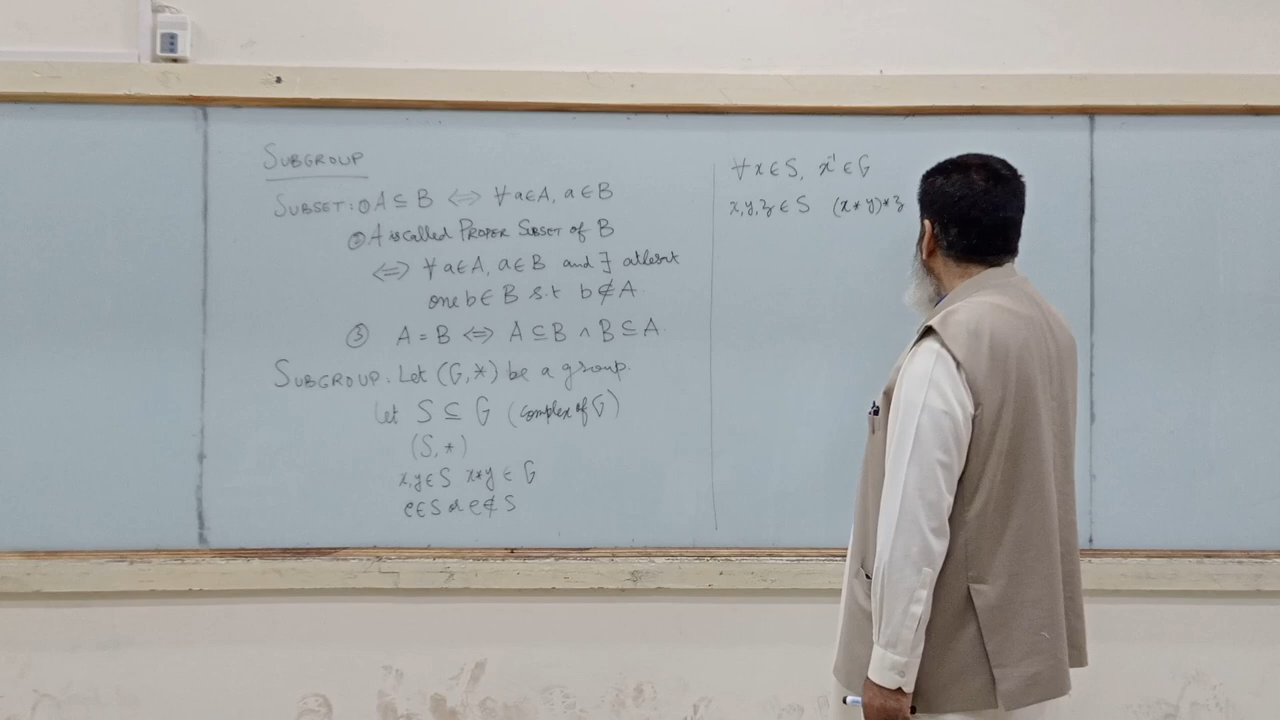 SUBGROUP
SUBSET: ① A ⊆ B ⟺ ∀ a∈A, a∈B
② A is called PROPER SUBSET of B
⟺ ∀ a∈A, a∈B and ∃ atleast
one b∈B s.t b∉A
③ A = B ⟺ A⊆B ∧ B⊆A.
SUBGROUP. Let (G,*) be a group.
Let S ⊆ G (complex of G)
(S,*)
x,y∈S x*y ∈ G
e∈S or e∉S
∀ x∈S, x⁻¹∈G
x,y,z∈S (x*y)*z